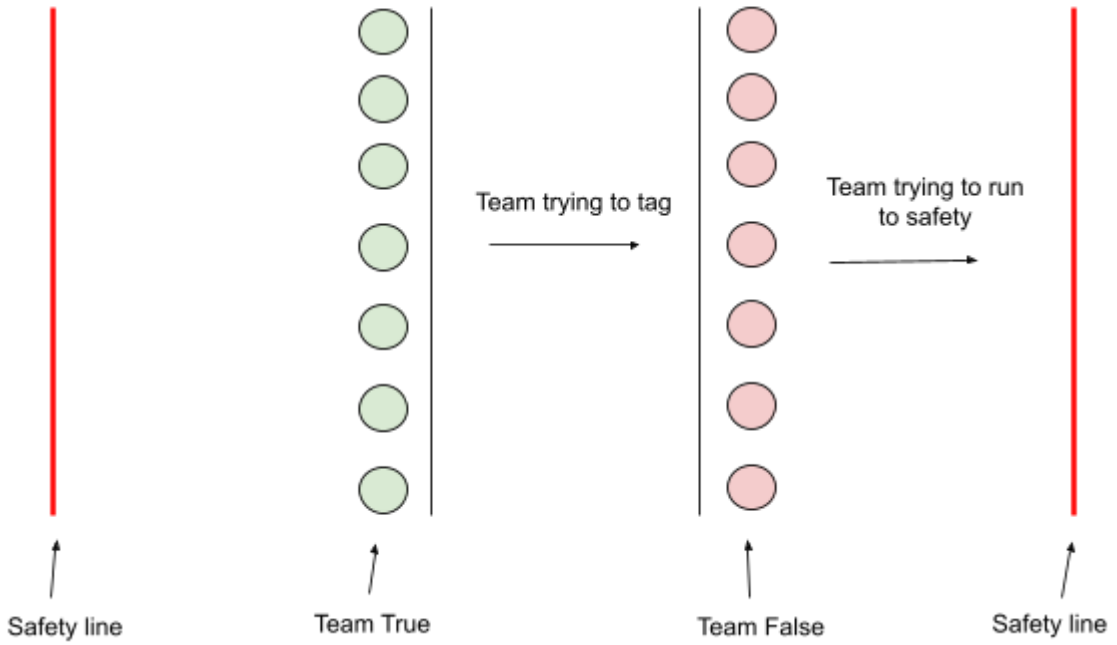 Team trying to tag
Team trying to run
to safety
Safety line
Team True
Team False
Safety line